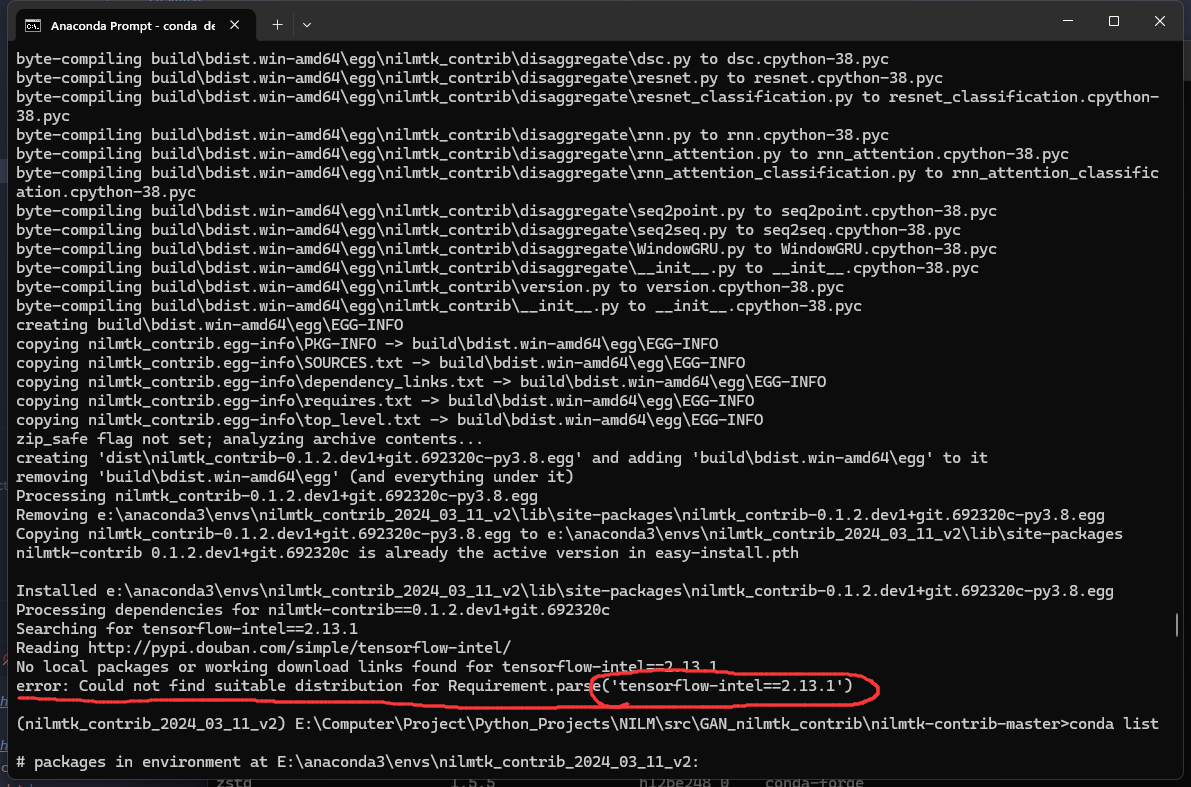 Anaconda Prompt - conda de
byte-compiling build\bdist.win-amd64\egg\nilmtk_contrib\disaggregate\dsc.py to dsc.cpython-38.pyc
byte-compiling build\bdist.win-amd64\egg\nilmtk_contrib\disaggregate\resnet.py to resnet.cpython-38.pyc
byte-compiling build\bdist.win-amd64\egg\nilmtk_contrib\disaggregate\resnet_classification.py to resnet_classification.cpython-
38.pyc
byte-compiling build\bdist.win-amd64\egg\nilmtk_contrib\disaggregate\rnn.py to rnn.cpython-38.pyc
byte-compiling build\bdist.win-amd64\egg\nilmtk_contrib\disaggregate\rnn_attention.py to rnn_attention.cpython-38.pyc
byte-compiling build\bdist.win-amd64\egg\nilmtk_contrib\disaggregate\rnn_attention_classification.py to rnn_attention_classific
ation.cpython-38.pyc
byte-compiling build\bdist.win-amd64\egg\nilmtk_contrib\disaggregate\seq2point.py to seq2point.cpython-38.pyc
byte-compiling build\bdist.win-amd64\egg\nilmtk_contrib\disaggregate\seq2seq.py to seq2seq.cpython-38.pyc
byte-compiling build\bdist.win-amd64\egg\nilmtk_contrib\disaggregate\WindowGRU.py to WindowGRU.cpython-38.pyc
byte-compiling build\bdist.win-amd64\egg\nilmtk_contrib\disaggregate\__init__.py to __init__.cpython-38.pyc
byte-compiling build\bdist.win-amd64\egg\nilmtk_contrib\version.py to version.cpython-38.pyc
byte-compiling build\bdist.win-amd64\egg\nilmtk_contrib\__init__.py to __init__.cpython-38.pyc
creating build\bdist.win-amd64\egg\EGG-INFO
copying nilmtk_contrib.egg-info\PKG-INFO -> build\bdist.win-amd64\egg\EGG-INFO
copying nilmtk_contrib.egg-info\SOURCES.txt -> build\bdist.win-amd64\egg\EGG-INFO
copying nilmtk_contrib.egg-info\dependency_links.txt -> build\bdist.win-amd64\egg\EGG-INFO
copying nilmtk_contrib.egg-info\requires.txt -> build\bdist.win-amd64\egg\EGG-INFO
copying nilmtk_contrib.egg-info\top_level.txt -> build\bdist.win-amd64\egg\EGG-INFO
zip_safe flag not set; analyzing archive contents...
creating 'dist\nilmtk_contrib-0.1.2.dev1+git.692320c-py3.8.egg' and adding 'build\bdist.win-amd64\egg' to it
removing 'build\bdist.win-amd64\egg' (and everything under it)
Processing nilmtk_contrib-0.1.2.dev1+git.692320c-py3.8.egg
Removing e:\anaconda3\envs\nilmtk_contrib_2024_03_11_v2\lib\site-packages\nilmtk_contrib-0.1.2.dev1+git.692320c-py3.8.egg
Copying nilmtk_contrib-0.1.2.dev1+git.692320c-py3.8.egg to e:\anaconda3\envs\nilmtk_contrib_2024_03_11_v2\lib\site-packages
nilmtk-contrib 0.1.2.dev1+git.692320c is already the active version in easy-install.pth
Installed e:\anaconda3\envs\nilmtk_contrib_2024_03_11_v2\lib\site-packages\nilmtk_contrib-0.1.2.dev1+git.692320c-py3.8.egg
Processing dependencies for nilmtk-contrib==0.1.2.dev1+git.692320c
Searching for tensorflow-intel==2.13.1
Reading http://pypi.douban.com/simple/tensorflow-intel/
No local packages or working download links found for tensorflow-intel==2.13.1
error: Could not find suitable distribution for Requirement.parse('tensorflow-intel==2.13.1')
(nilmtk_contrib_2024_03_11_v2) E:\Computer\Project\Python_Projects\NILM\src\GAN_nilmtk_contrib\nilmtk-contrib-master>conda list
# packages in environment at E:\anaconda3\envs\nilmtk_contrib_2024_03_11_v2:
zstd 1.5.5 h12be248_0 conda-forge